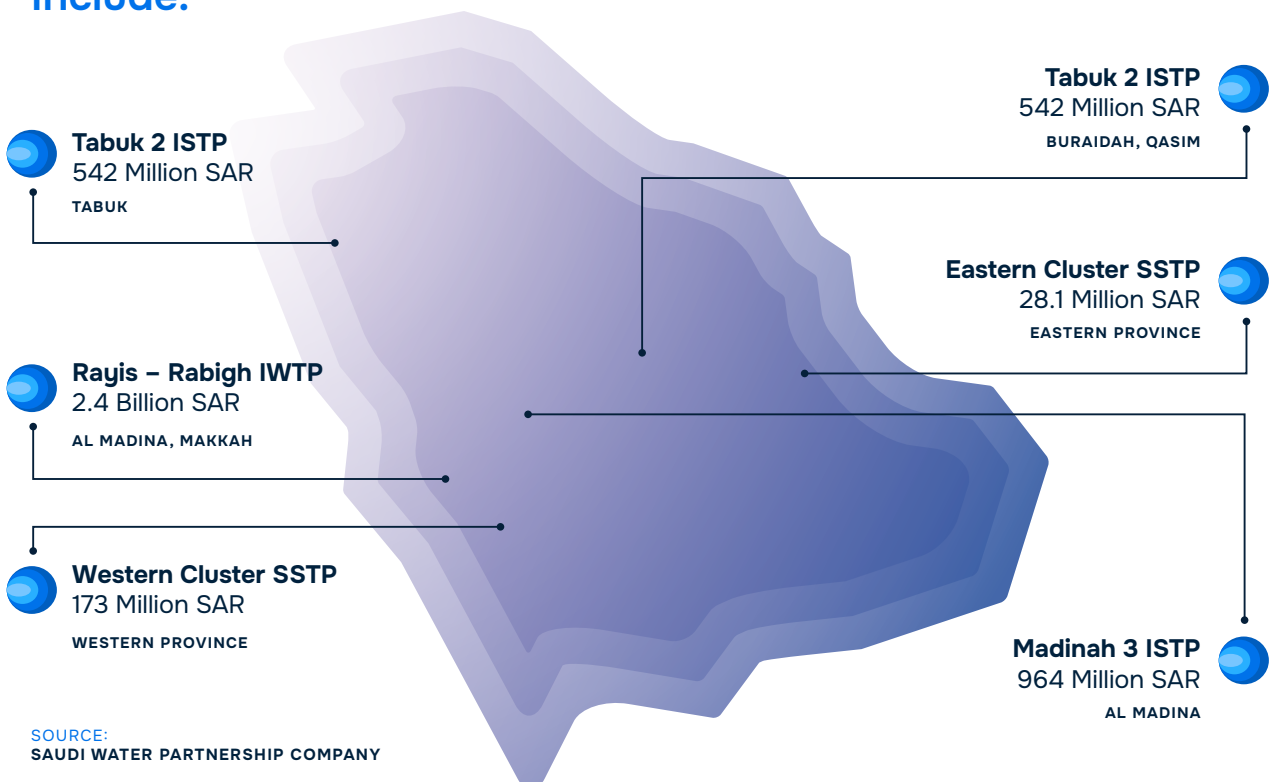 include:
Tabuk 2 ISTP
542 Million SAR
TABUK
Rayis – Rabigh IWTP
2.4 Billion SAR
AL MADINA, MAKKAH
Western Cluster SSTP
173 Million SAR
WESTERN PROVINCE
Tabuk 2 ISTP
542 Million SAR
BURAIDAH, QASIM
Eastern Cluster SSTP
28.1 Million SAR
EASTERN PROVINCE
Madinah 3 ISTP
964 Million SAR
AL MADINA
SOURCE:
SAUDI WATER PARTNERSHIP COMPANY